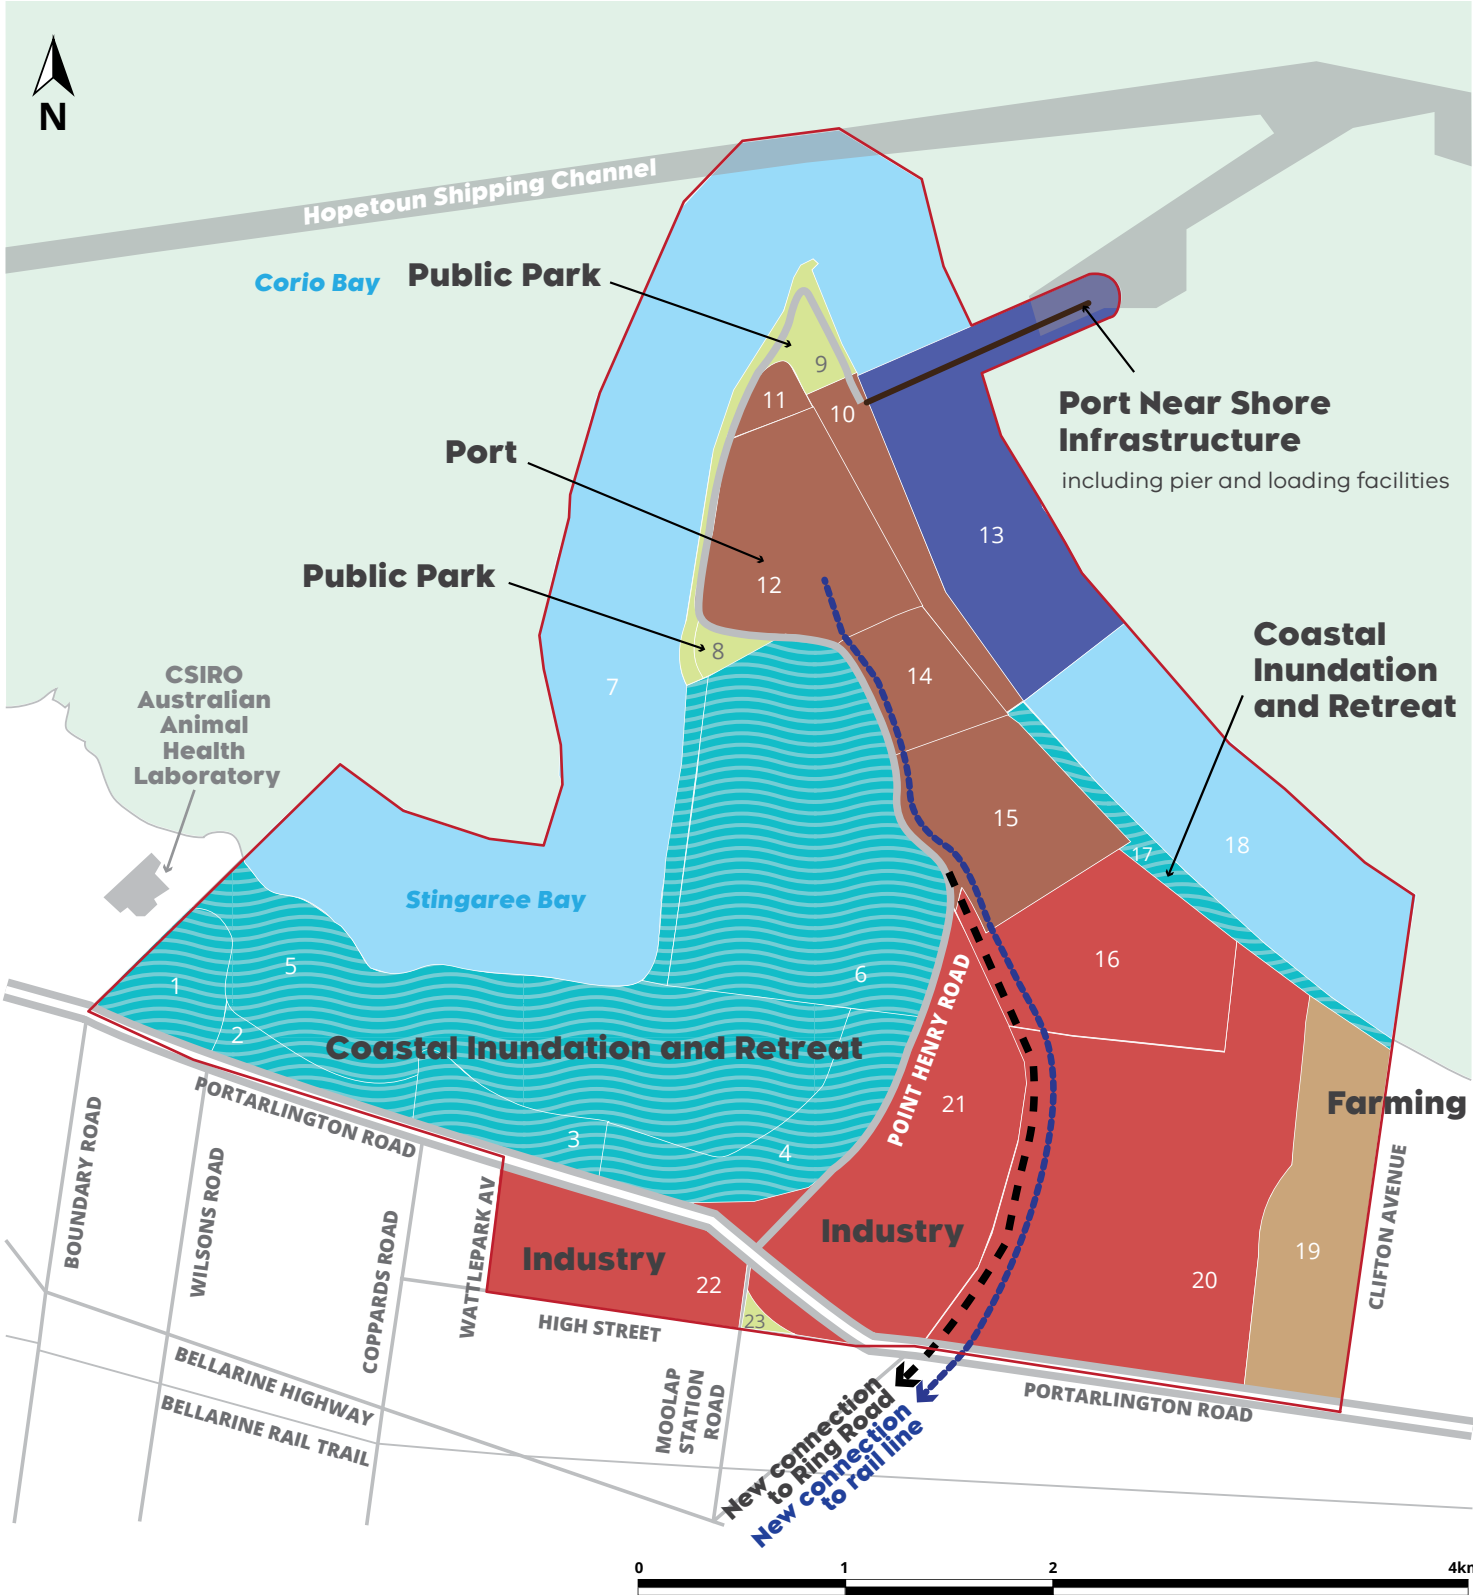 N
Hopetoun Shipping Channel
Corio Bay
Public Park
9
11
10
Port Near Shore
Infrastructure
including pier and loading facilities
Port
13
Public Park
12
8
7
14
Coastal
Inundation
and Retreat
CSIRO
Australian
Animal
Health
Laboratory
15
17
18
Stingaree Bay
16
5
6
1
2
Coastal Inundation and Retreat
POINT HENRY ROAD
21
Farming
3
4
PORTARLINGTON ROAD
BOUNDARY ROAD
WILSONS ROAD
COPPARDS ROAD
WATTLEPARK AV
Industry
Industry
22
23
20
19
CLIFTON AVENUE
HIGH STREET
BELLARINE HIGHWAY
BELLARINE RAIL TRAIL
MOOLAP
STATION
ROAD
PORTARLINGTON ROAD
New connection
to Ring Road
New connection
to rail line
0 1 2 4km